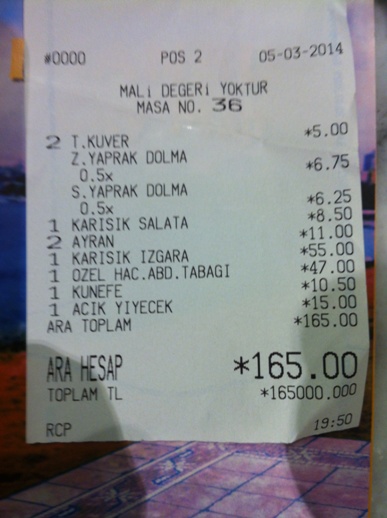 #0000 POS 2 05-03-2014
MALi DEGERi YOKTUR
MASA NO. 36
2 T.KUVER *5.00
Z.YAPRAK DOLMA
0.5x *6.75
S.YAPRAK DOLMA
0.5x *6.25
1 KARISIK SALATA *8.50
2 AYRAN *11.00
1 KARISIK IZGARA *55.00
1 OZEL HAC.ABD.TABAGI *47.00
1 KUNEFE *10.50
1 ACIK YIYECEK *15.00
ARA TOPLAM *165.00
ARA HESAP *165.00
TOPLAM TL *165000.000
RCP 19:50